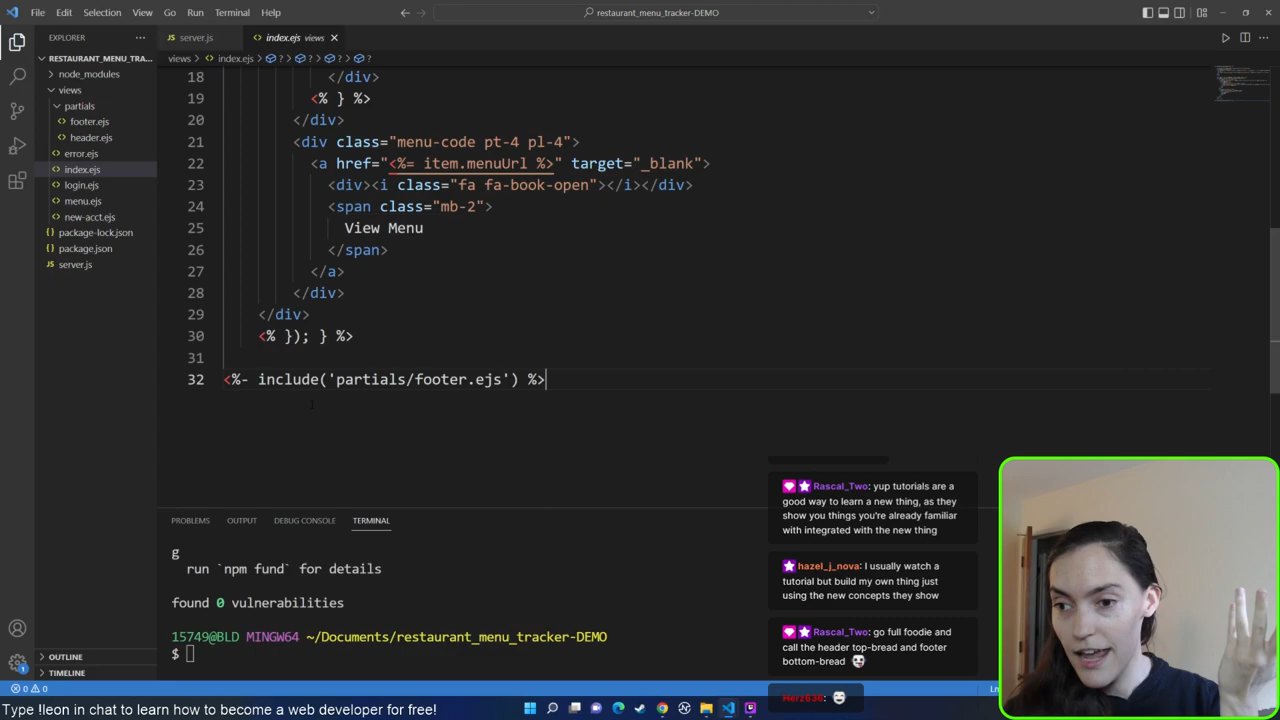 File Edit Selection View Go Run Terminal Help
restaurant_menu_tracker-DEMO
EXPLORER
RESTAURANT_MENU_TRA...
node_modules
views
partials
footer.ejs
header.ejs
error.ejs
index.ejs
login.ejs
menu.ejs
new-acct.ejs
package-lock.json
package.json
server.js
OUTLINE
TIMELINE
server.js
index.ejs views
views > index.ejs > ? > ? > ? > ?
18 </div>
19 <% } %>
20 </div>
21 <div class="menu-code pt-4 pl-4">
22 <a href="<%= item.menuUrl %>" target="_blank">
23 <div><i class="fa fa-book-open"></i></div>
24 <span class="mb-2">
25 View Menu
26 </span>
27 </a>
28 </div>
29 </div>
30 <% }); } %>
31
32 <%- include('partials/footer.ejs') %>
PROBLEMS OUTPUT DEBUG CONSOLE TERMINAL
g
run `npm fund` for details
found 0 vulnerabilities
15749@BLD MINGW64 ~/Documents/restaurant_menu_tracker-DEMO
$
Rascal_Two: yup tutorials are a
good way to learn a new thing, as they
show you things you're already familiar
with integrated with the new thing
hazel_j_nova: I usually watch a
tutorial but build my own thing just
using the new concepts they show
Rascal_Two: go full foodie and
call the header top-bread and footer
bottom-bread
Herz636:
0 0
Type !leon in chat to learn how to become a web developer for free!